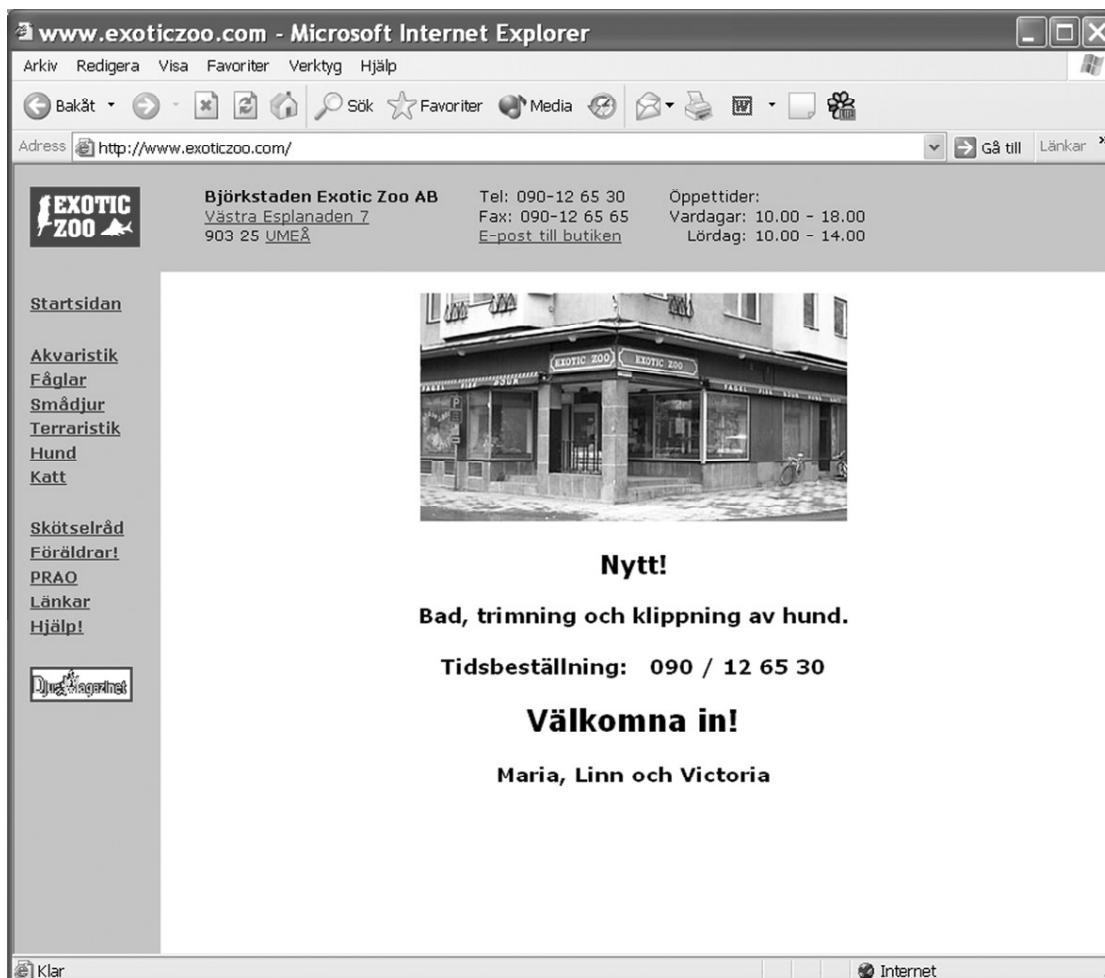 www.exoticzoo.com - Microsoft Internet Explorer
Arkiv Redigera Visa Favoriter Verktyg Hjälp
Bakåt Sök Favoriter Media
Adress http://www.exoticzoo.com/ Gå till Länkar »
EXOTIC
ZOO
Björkstaden Exotic Zoo AB
Västra Esplanaden 7
903 25 UMEÅ
Tel: 090-12 65 30
Fax: 090-12 65 65
E-post till butiken
Öppettider:
Vardagar: 10.00 - 18.00
Lördag: 10.00 - 14.00
Startsidan
Akvaristik
Fåglar
Smådjur
Terraristik
Hund
Katt
Skötselråd
Föräldrar!
PRAO
Länkar
Hjälp!
DjurMagazinet
EXOTIC ZOO
EXOTIC ZOO
FÅGEL FISK DJUR
P
Nytt!
Bad, trimning och klippning av hund.
Tidsbeställning: 090 / 12 65 30
Välkomna in!
Maria, Linn och Victoria
Klar
Internet